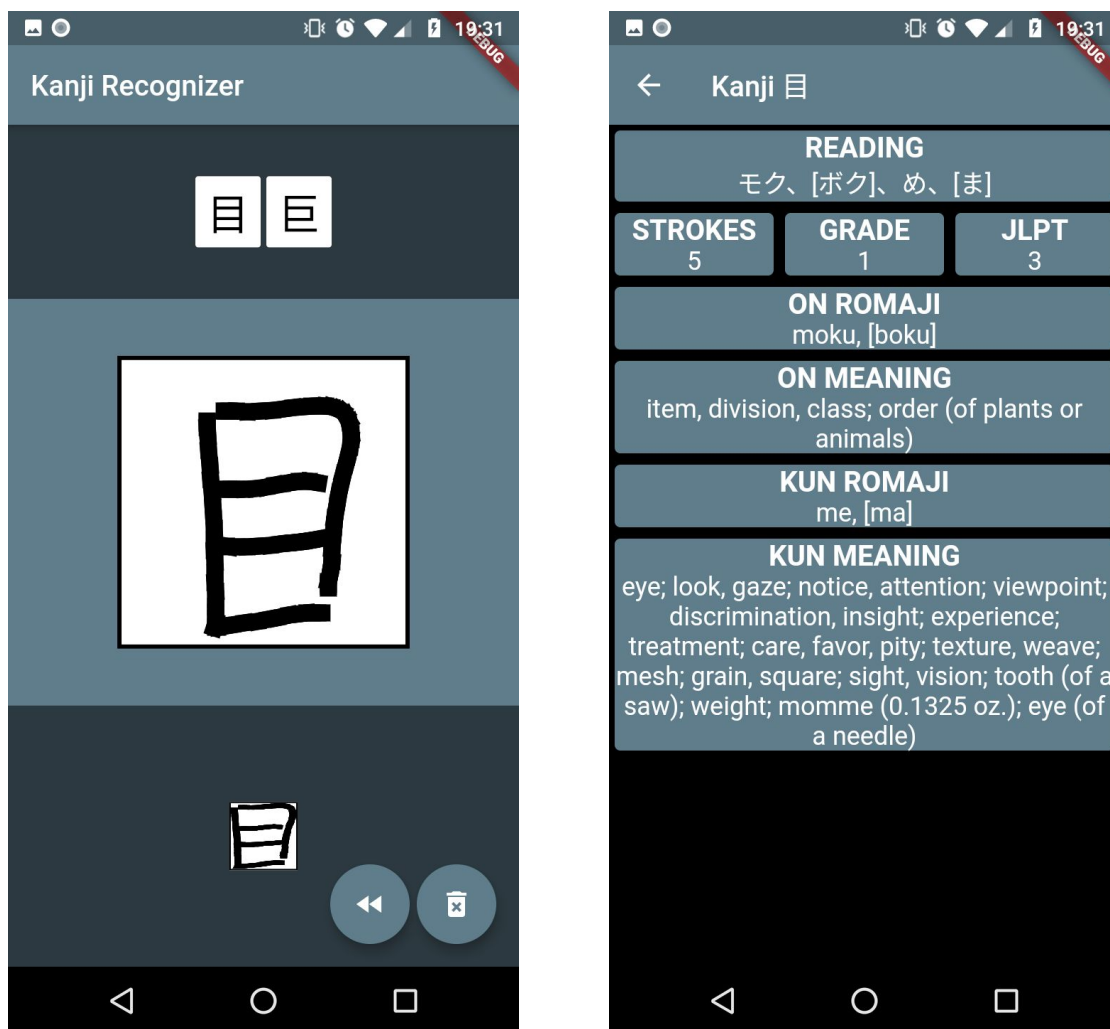 19:31
DEBUG
Kanji Recognizer
目 巨
目
目
19:31
DEBUG
Kanji 目
READING
モク、[ボク]、め、[ま]
STROKES
5
GRADE
1
JLPT
3
ON ROMAJI
moku, [boku]
ON MEANING
item, division, class; order (of plants or
animals)
KUN ROMAJI
me, [ma]
KUN MEANING
eye; look, gaze; notice, attention; viewpoint;
discrimination, insight; experience;
treatment; care, favor, pity; texture, weave;
mesh; grain, square; sight, vision; tooth (of a
saw); weight; momme (0.1325 oz.); eye (of
a needle)